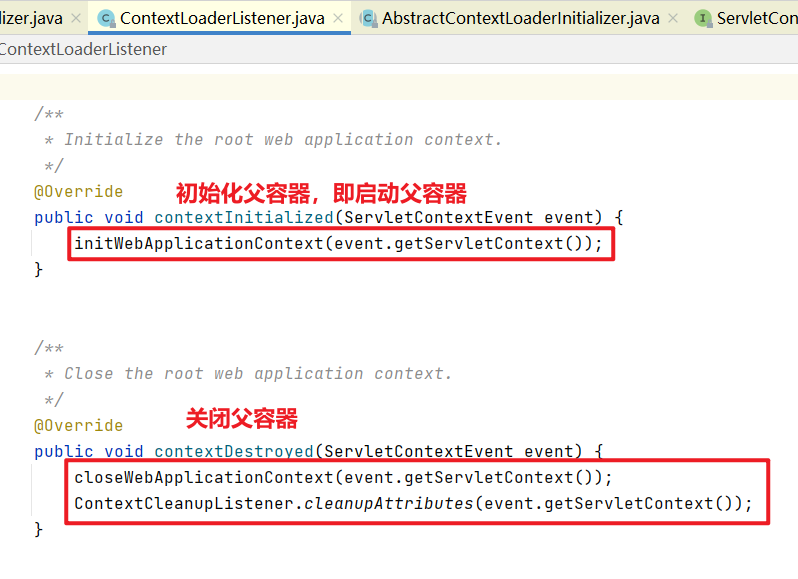 lizer.java × ContextLoaderListener.java × AbstractContextLoaderInitializer.java × ServletCon
ContextLoaderListener
/**
* Initialize the root web application context.
*/
@Override
初始化父容器，即启动父容器
public void contextInitialized(ServletContextEvent event) {
initWebApplicationContext(event.getServletContext());
}
/**
* Close the root web application context.
*/
@Override
关闭父容器
public void contextDestroyed(ServletContextEvent event) {
closeWebApplicationContext(event.getServletContext());
ContextCleanupListener.cleanupAttributes(event.getServletContext());
}